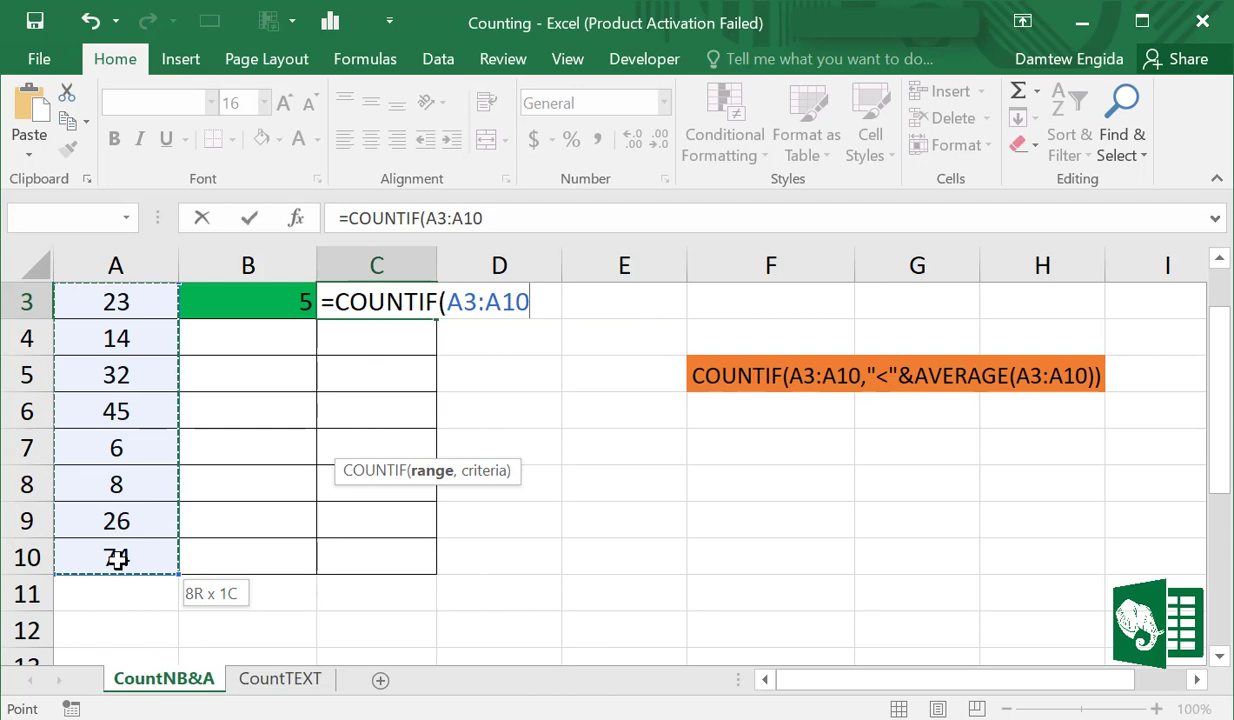 Counting - Excel (Product Activation Failed)
File Home Insert Page Layout Formulas Data Review View Developer Tell me what you want to do... Damtew Engida Share
16 General Insert
Paste Conditional Format as Cell Delete Sort & Find &
B I U $ % , Formatting Table Styles Format Filter Select
Clipboard Font Alignment Number Styles Cells Editing
fx =COUNTIF(A3:A10
A B C D E F G H I
3 23 5 =COUNTIF(A3:A10
4 14
5 32 COUNTIF(A3:A10,"<"&AVERAGE(A3:A10))
6 45
7 6
COUNTIF(range, criteria)
8 8
9 26
10 74
11 8R x 1C
12
13
CountNB&A CountTEXT
Point 100%